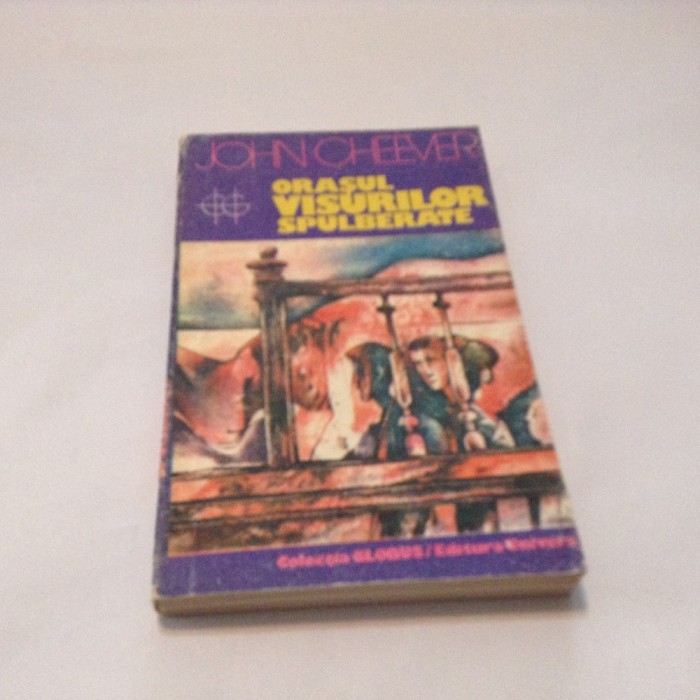 JOHN CHEEVER
ORAȘUL
VISURILOR
SPULBERATE
Colecția GLOBUS / Editura Univers